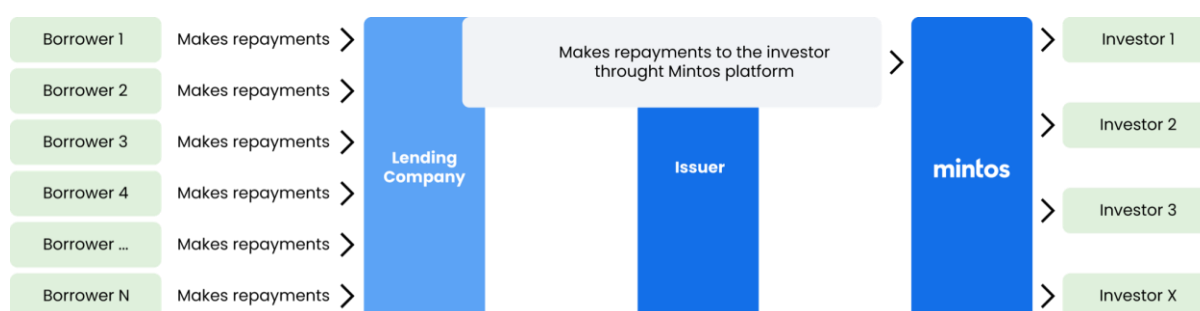 Borrower 1
Makes repayments
Borrower 2
Makes repayments
Borrower 3
Makes repayments
Borrower 4
Makes repayments
Borrower ...
Makes repayments
Borrower N
Makes repayments
Lending
Company
Makes repayments to the investor
throught Mintos platform
Issuer
mintos
Investor 1
Investor 2
Investor 3
Investor X